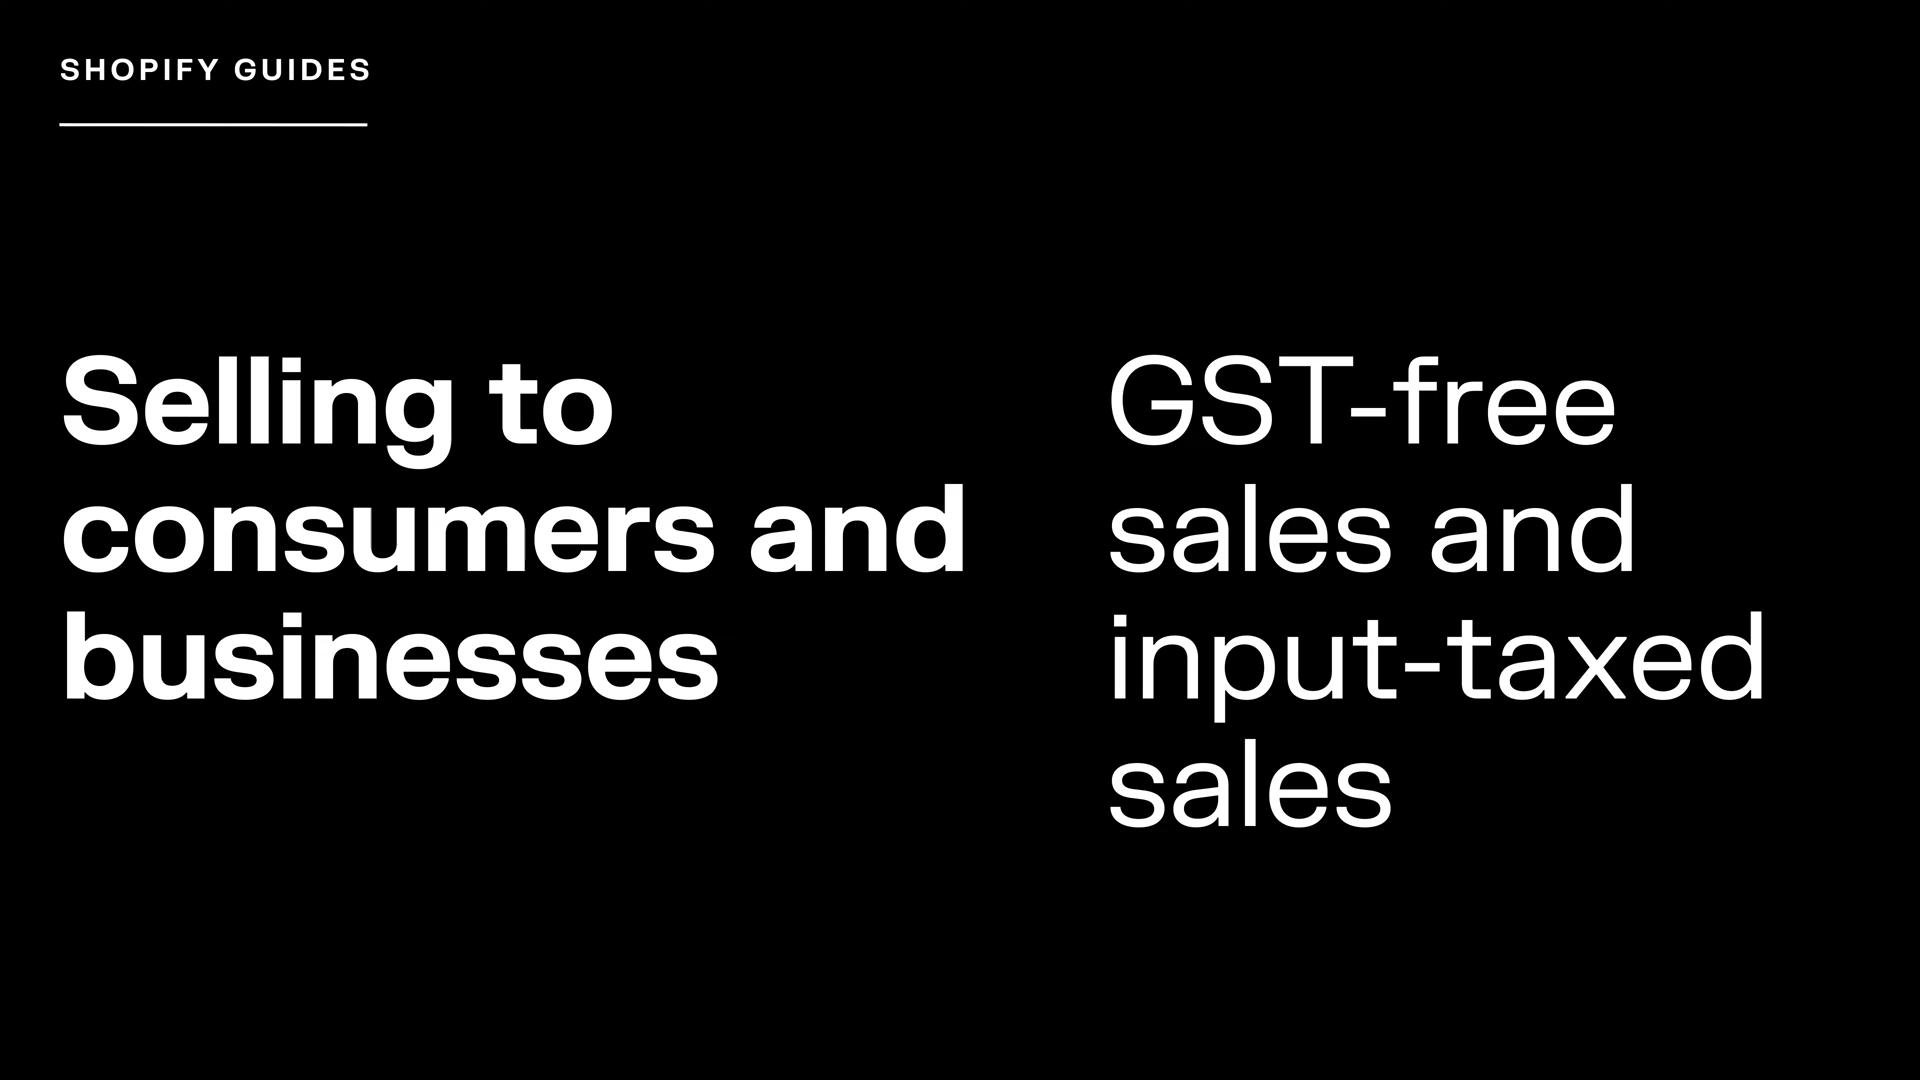 SHOPIFY GUIDES
Selling to
consumers and
businesses
GST-free
sales and
input-taxed
sales